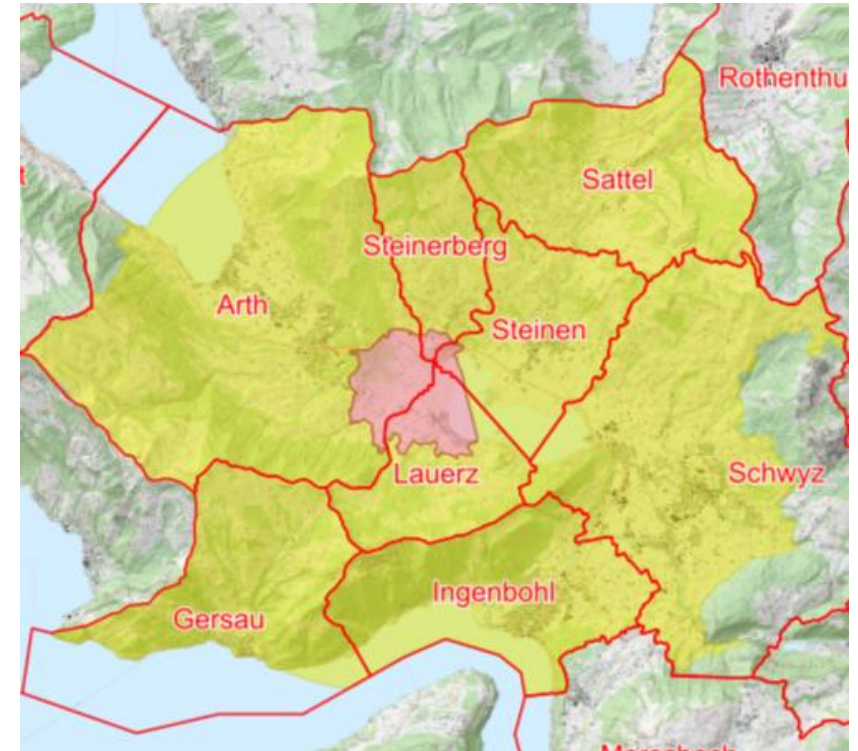 Rothenthu
Sattel
Steinerberg
Arth
Steinen
Lauerz
Schwyz
Ingenbohl
Gersau